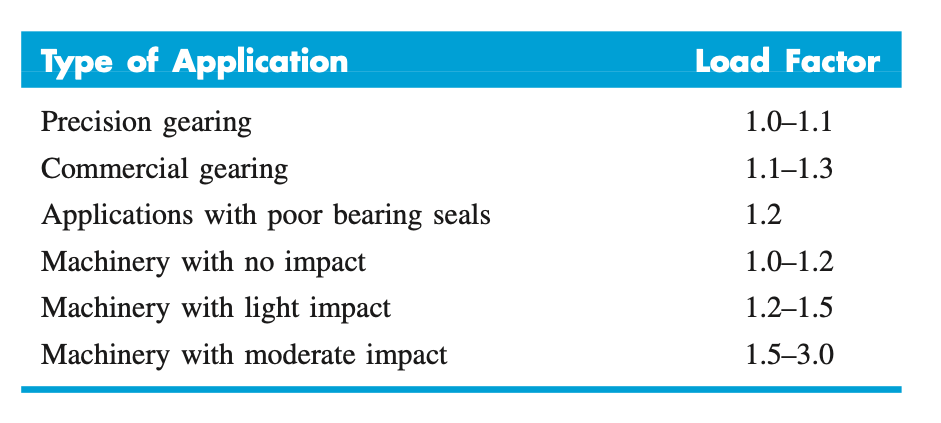 Type of Application Load Factor
Precision gearing 1.0–1.1
Commercial gearing 1.1–1.3
Applications with poor bearing seals 1.2
Machinery with no impact 1.0–1.2
Machinery with light impact 1.2–1.5
Machinery with moderate impact 1.5–3.0